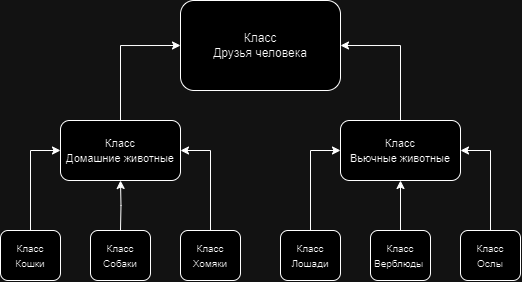 Класс
Друзья человека
Класс
Домашние животные
Класс
Вьючные животные
Класс
Кошки
Класс
Собаки
Класс
Хомяки
Класс
Лошади
Класс
Верблюды
Класс
Ослы